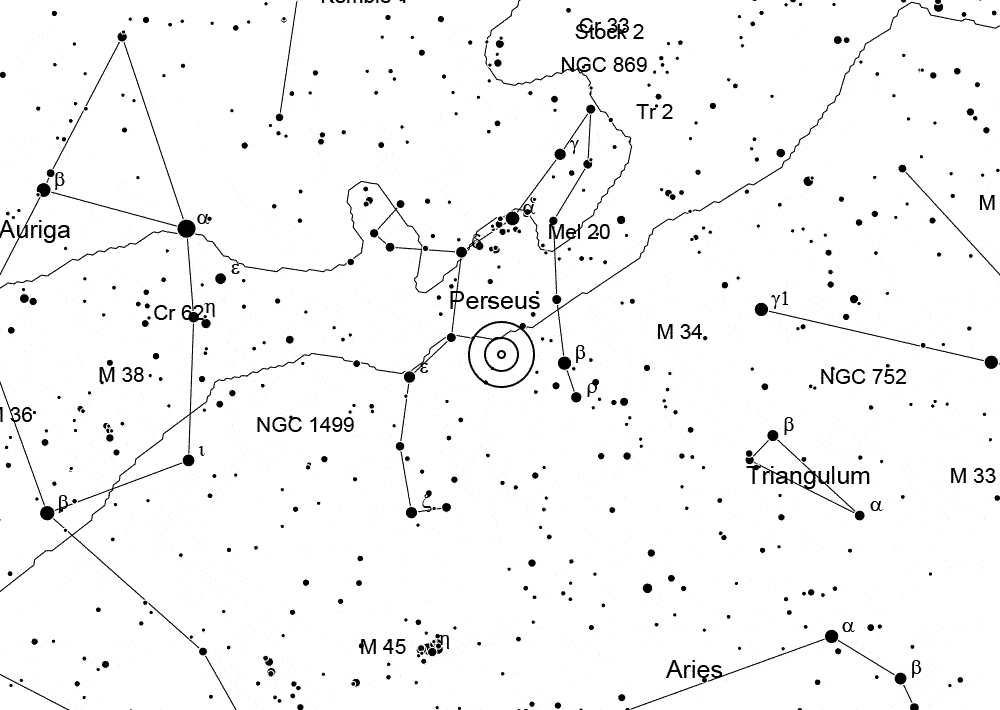 Cr 33
Stock 2
NGC 869
Tr 2
γ
β
α
α
M
Auriga
Mel 20
ε
Perseus
γ1
Cr 62
η
M 34
β
ε
M 38
NGC 752
ρ
36
NGC 1499
β
ι
Triangulum
M 33
β
α
α
M 45
η
Aries
β